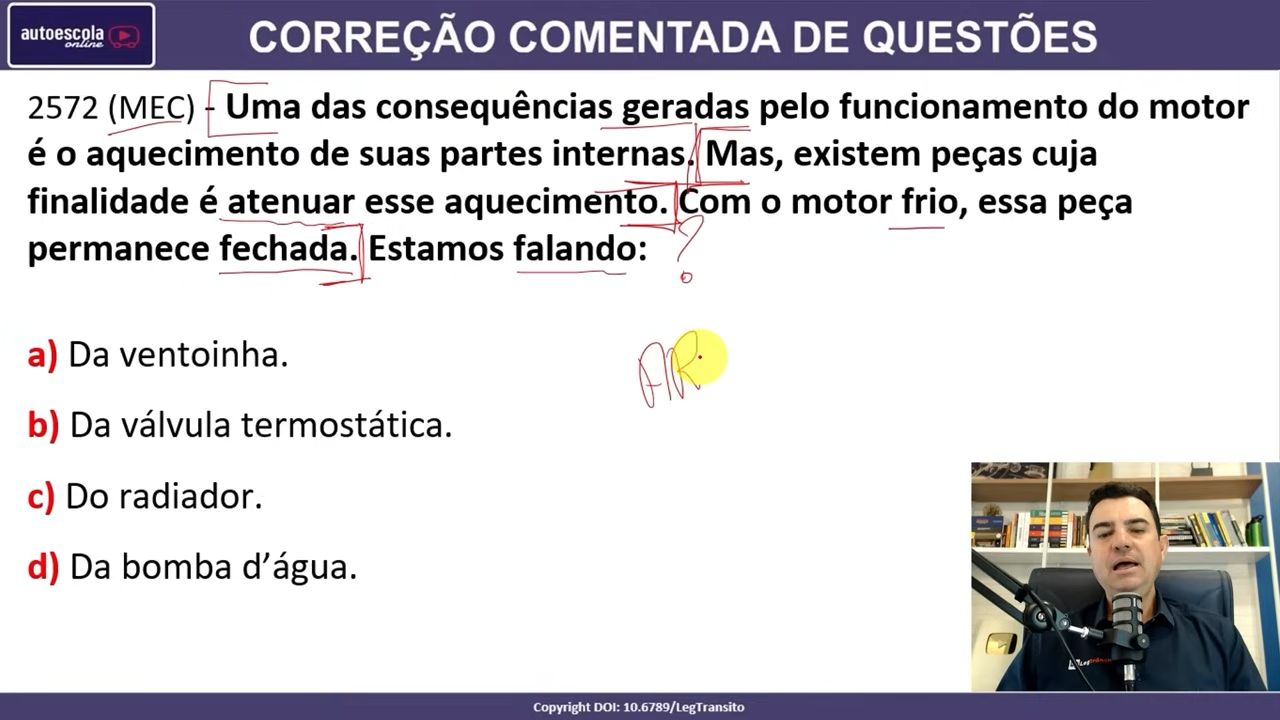 autoescola
online
CORREÇÃO COMENTADA DE QUESTÕES
2572 (MEC) - Uma das consequências geradas pelo funcionamento do motor
é o aquecimento de suas partes internas. Mas, existem peças cuja
finalidade é atenuar esse aquecimento. Com o motor frio, essa peça
permanece fechada. Estamos falando:
?
a) Da ventoinha.
AR
b) Da válvula termostática.
c) Do radiador.
d) Da bomba d’água.
Copyright DOI: 10.6789/LegTransito